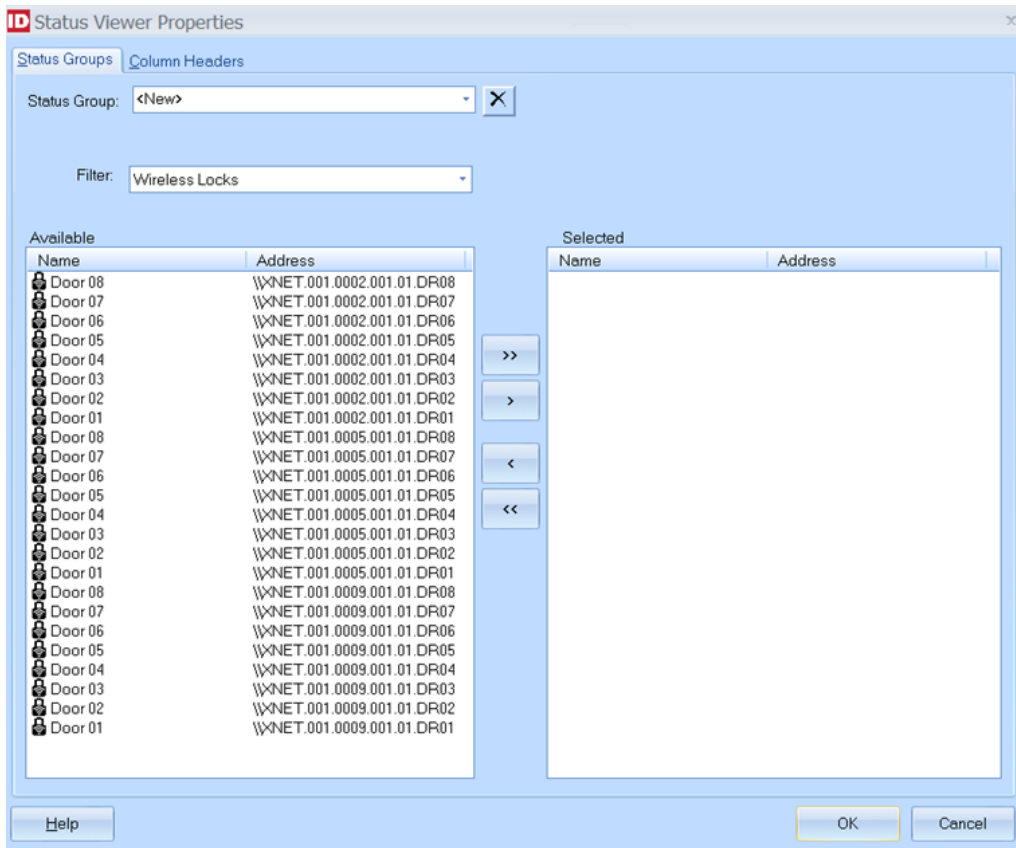 ID Status Viewer Properties x
Status Groups Column Headers
Status Group: <New> X
Filter: Wireless Locks
Available Selected
Name Address Name Address
Door 08 \\XNET.001.0002.001.01.DR08
Door 07 \\XNET.001.0002.001.01.DR07
Door 06 \\XNET.001.0002.001.01.DR06
Door 05 \\XNET.001.0002.001.01.DR05
Door 04 \\XNET.001.0002.001.01.DR04
Door 03 \\XNET.001.0002.001.01.DR03
Door 02 \\XNET.001.0002.001.01.DR02
Door 01 \\XNET.001.0002.001.01.DR01
Door 08 \\XNET.001.0005.001.01.DR08
Door 07 \\XNET.001.0005.001.01.DR07
Door 06 \\XNET.001.0005.001.01.DR06
Door 05 \\XNET.001.0005.001.01.DR05
Door 04 \\XNET.001.0005.001.01.DR04
Door 03 \\XNET.001.0005.001.01.DR03
Door 02 \\XNET.001.0005.001.01.DR02
Door 01 \\XNET.001.0005.001.01.DR01
Door 08 \\XNET.001.0009.001.01.DR08
Door 07 \\XNET.001.0009.001.01.DR07
Door 06 \\XNET.001.0009.001.01.DR06
Door 05 \\XNET.001.0009.001.01.DR05
Door 04 \\XNET.001.0009.001.01.DR04
Door 03 \\XNET.001.0009.001.01.DR03
Door 02 \\XNET.001.0009.001.01.DR02
Door 01 \\XNET.001.0009.001.01.DR01
>>
>
<
<<
Help OK Cancel